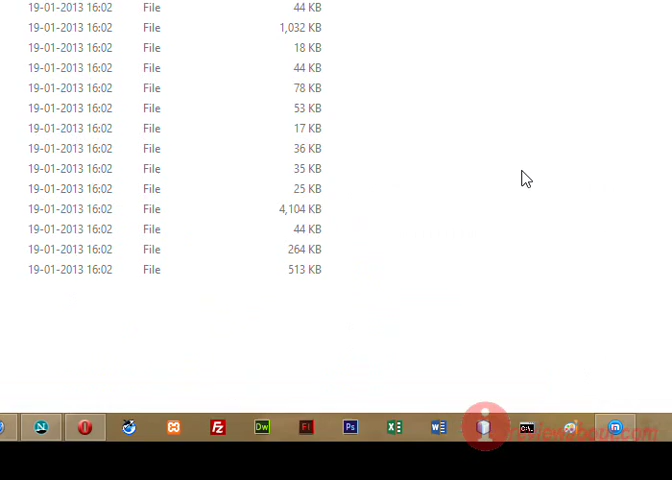 19-01-2013 16:02 File 44 KB
19-01-2013 16:02 File 1,032 KB
19-01-2013 16:02 File 18 KB
19-01-2013 16:02 File 44 KB
19-01-2013 16:02 File 78 KB
19-01-2013 16:02 File 53 KB
19-01-2013 16:02 File 17 KB
19-01-2013 16:02 File 36 KB
19-01-2013 16:02 File 35 KB
19-01-2013 16:02 File 25 KB
19-01-2013 16:02 File 4,104 KB
19-01-2013 16:02 File 44 KB
19-01-2013 16:02 File 264 KB
19-01-2013 16:02 File 513 KB
N Fz Dw Fl Ps X W C:\